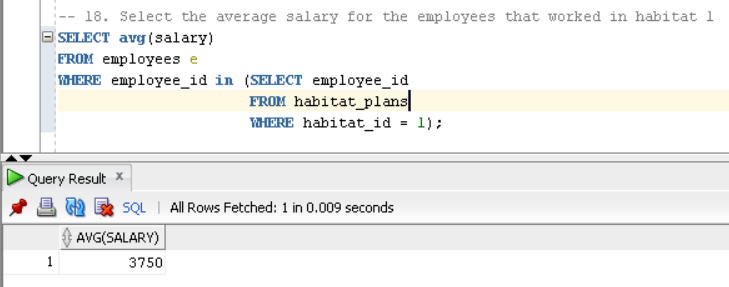 -- 18. Select the average salary for the employees that worked in habitat 1
SELECT avg(salary)
FROM employees e
WHERE employee_id in (SELECT employee_id
FROM habitat_plans
WHERE habitat_id = 1);
Query Result x
SQL | All Rows Fetched: 1 in 0.009 seconds
AVG(SALARY)
1 3750